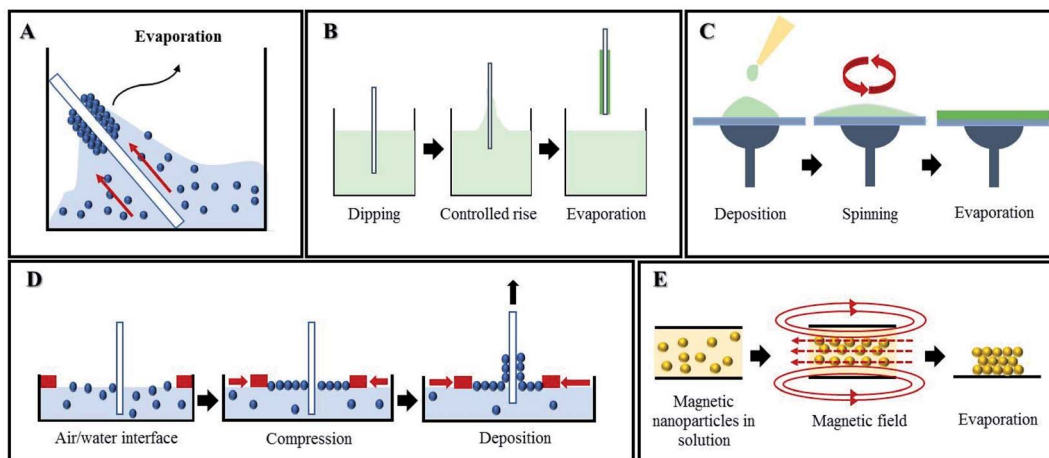 A
Evaporation
B
Dipping
Controlled rise
Evaporation
C
Deposition
Spinning
Evaporation
D
Air/water interface
Compression
Deposition
E
Magnetic
nanoparticles in
solution
Magnetic field
Evaporation